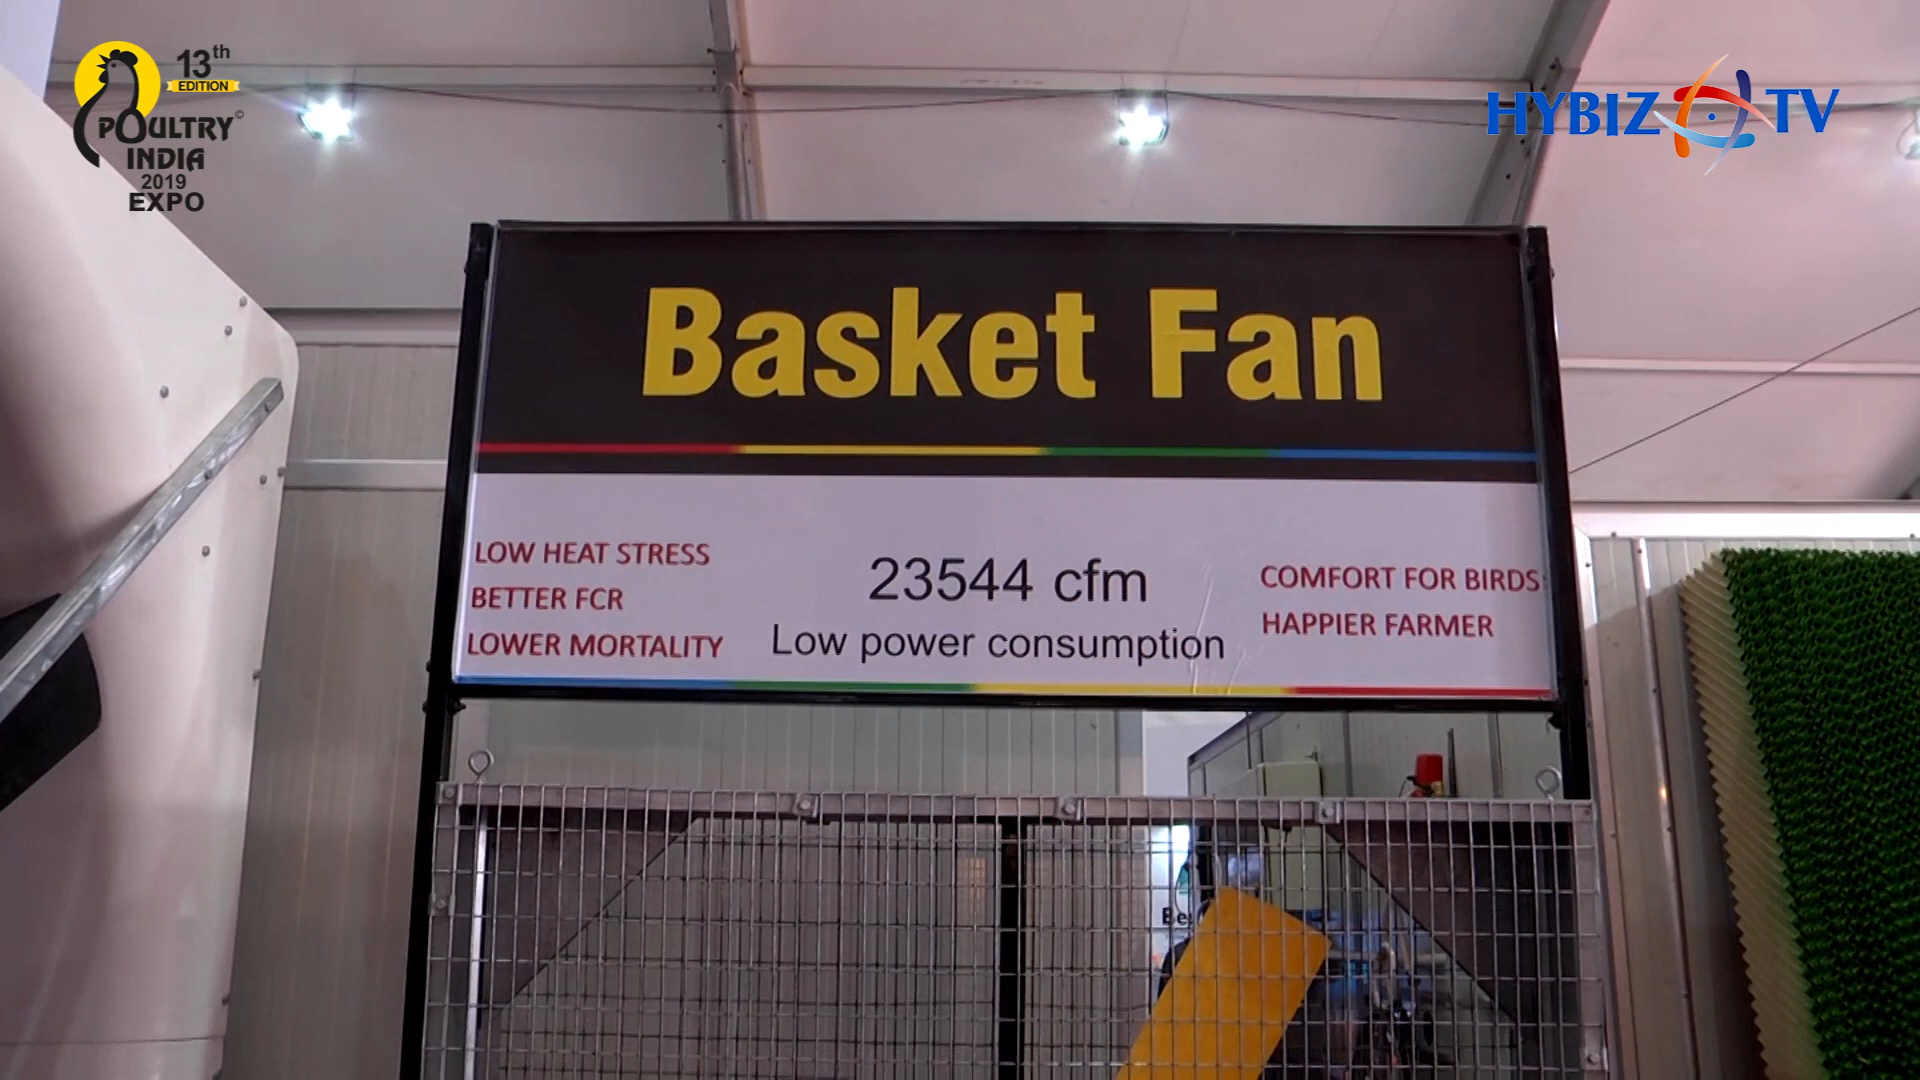 13th
EDITION
POULTRY©
INDIA
2019
EXPO
HYBIZ TV
Basket Fan
LOW HEAT STRESS
BETTER FCR
LOWER MORTALITY
23544 cfm
Low power consumption
COMFORT FOR BIRDS
HAPPIER FARMER